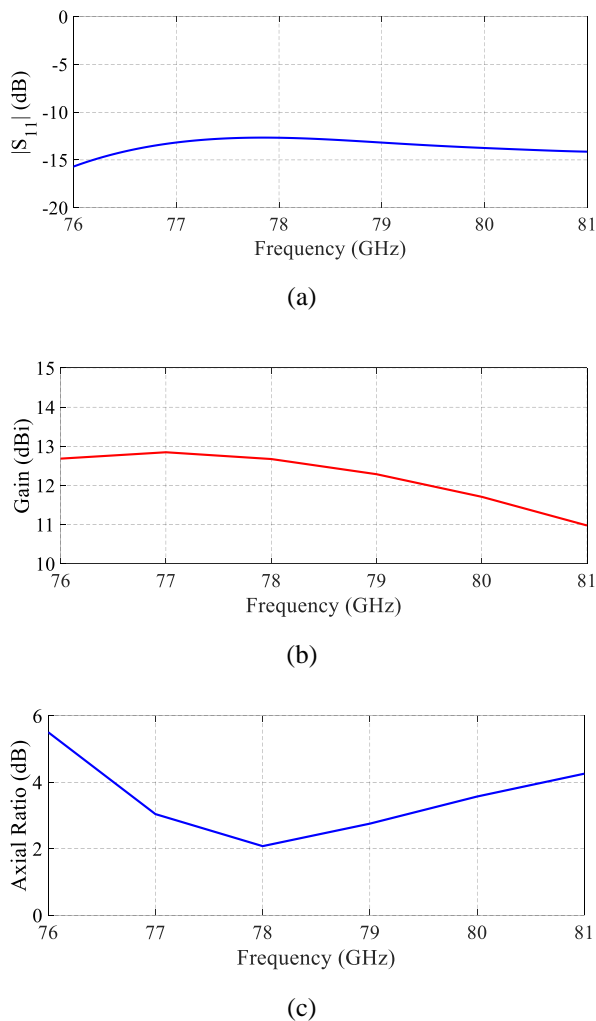 0
-5
-10
-15
-20
|S11| (dB)
76 77 78 79 80 81
Frequency (GHz)
(a)
15
14
13
12
11
10
Gain (dBi)
76 77 78 79 80 81
Frequency (GHz)
(b)
6
4
2
0
Axial Ratio (dB)
76 77 78 79 80 81
Frequency (GHz)
(c)